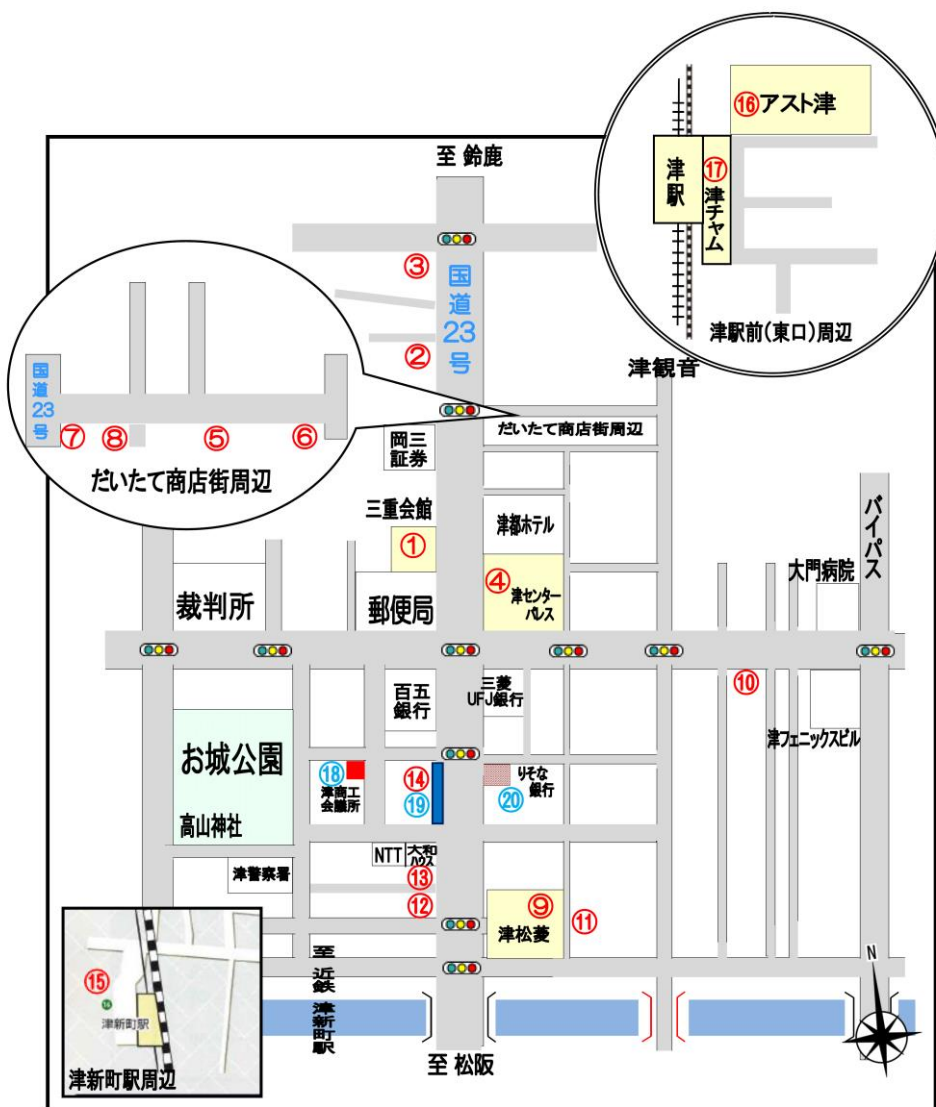 ⑯アスト津
津駅
⑰
津チャム
津駅前(東口)周辺
至 鈴鹿
③
国道23号
②
津観音
国道23号
⑦
⑧
⑤
⑥
だいたて商店街周辺
だいたて商店街周辺
岡三
証券
三重会館
①
津都ホテル
④
津センター
パレス
バイパス
大門病院
裁判所
郵便局
百五
銀行
三菱
UFJ銀行
⑩
津フェニックスビル
お城公園
高山神社
⑱
津商工
会議所
⑭
⑲
りそな
銀行
⑳
NTT
大和
ハウス
⑬
津警察署
⑫
⑨
津松菱
⑪
⑮
津新町駅
津新町駅周辺
至 近鉄 津新町駅
N
至 松阪